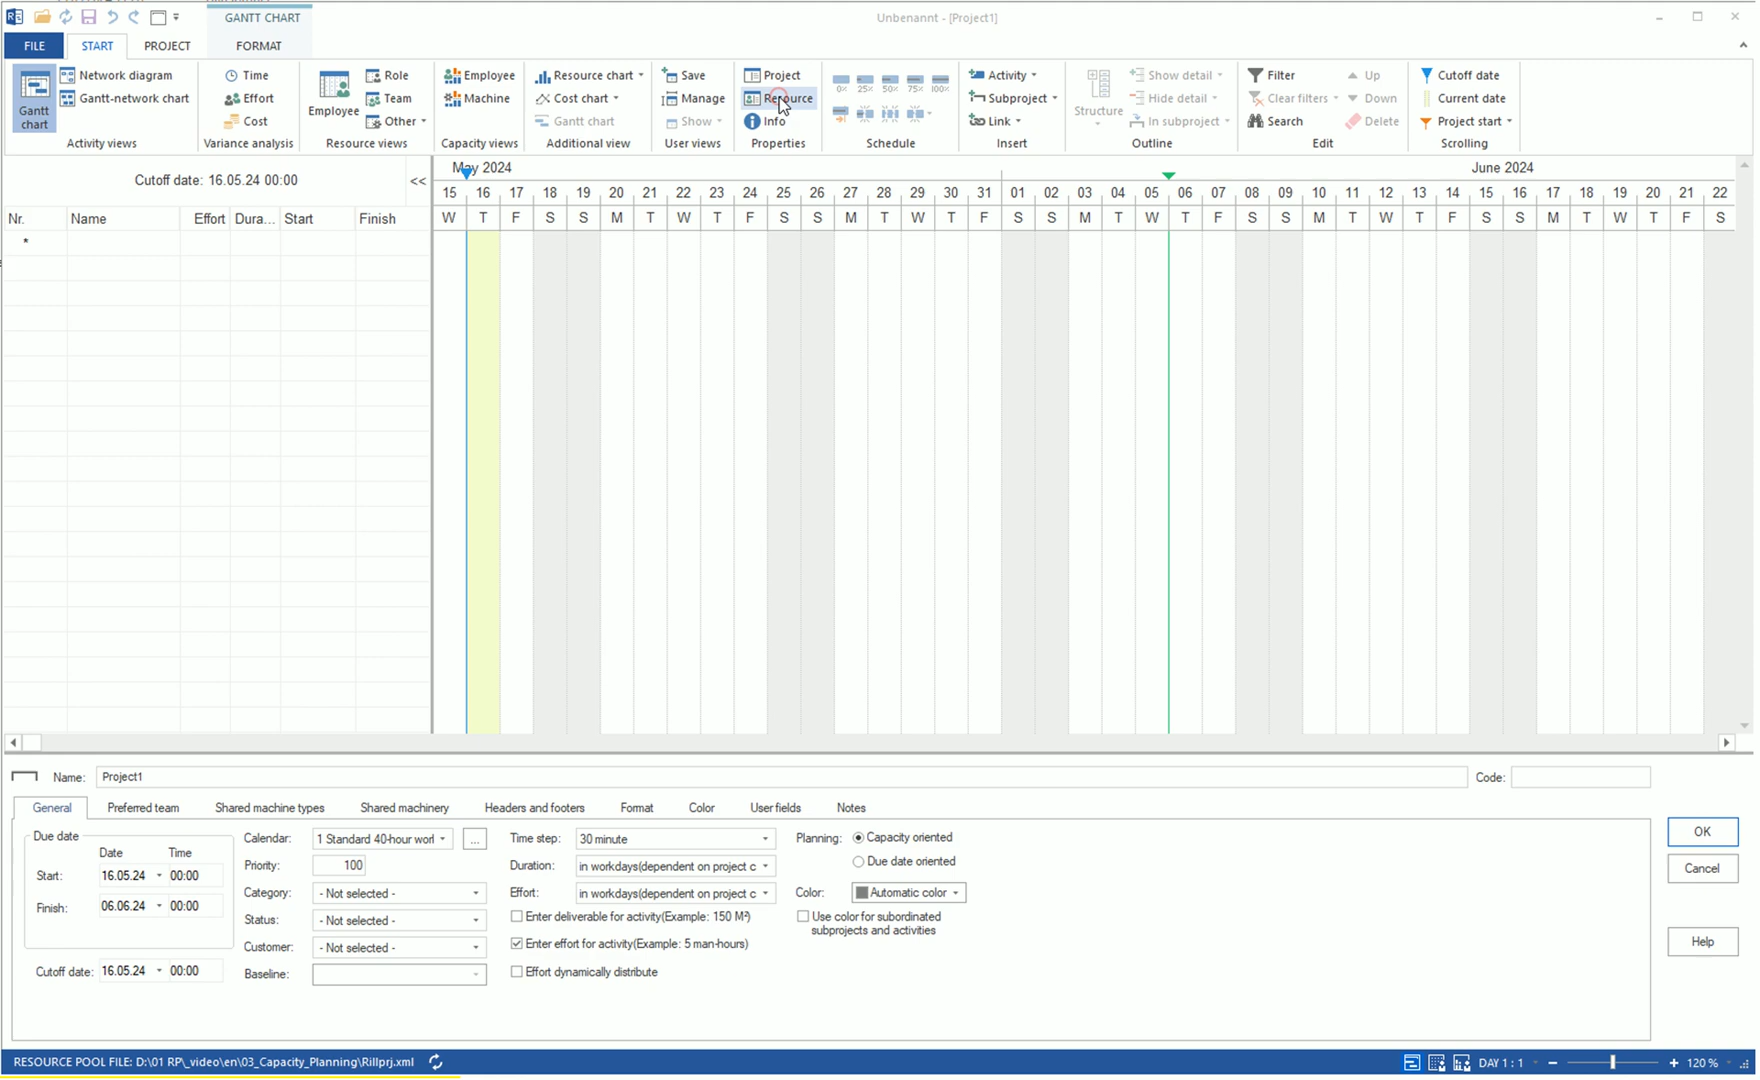 GANTT CHART
Unbenannt - [Project1]
FILE START PROJECT FORMAT
Gantt chart
Network diagram
Gantt-network chart
Activity views
Time
Effort
Cost
Variance analysis
Employee
Role
Team
Other
Resource views
Employee
Machine
Capacity views
Resource chart
Cost chart
Gantt chart
Additional view
Save
Manage
Show
User views
Project
Resource
Info
Properties
0% 25% 50% 75% 100%
Schedule
Activity
Subproject
Link
Insert
Structure
Show detail
Hide detail
In subproject
Outline
Filter
Clear filters
Search
Up
Down
Delete
Edit
Cutoff date
Current date
Project start
Scrolling
Cutoff date: 16.05.24 00:00 <<
May 2024 June 2024
15 16 17 18 19 20 21 22 23 24 25 26 27 28 29 30 31 01 02 03 04 05 06 07 08 09 10 11 12 13 14 15 16 17 18 19 20 21 22
Nr. Name Effort Dura... Start Finish
W T F S S M T W T F S S M T W T F S S M T W T F S S M T W T F S S M T W T F S
*
Name: Project1 Code:
General Preferred team Shared machine types Shared machinery Headers and footers Format Color User fields Notes
Due date
Date Time
Start: 16.05.24 00:00
Finish: 06.06.24 00:00
Cutoff date: 16.05.24 00:00
Calendar: 1 Standard 40-hour worl ...
Priority: 100
Category: - Not selected -
Status: - Not selected -
Customer: - Not selected -
Baseline:
Time step: 30 minute
Duration: in workdays(dependent on project c
Effort: in workdays(dependent on project c
Enter deliverable for activity(Example: 150 M²)
Enter effort for activity(Example: 5 man-hours)
Effort dynamically distribute
Planning: Capacity oriented
Due date oriented
Color: Automatic color
Use color for subordinated
subprojects and activities
OK
Cancel
Help
RESOURCE POOL FILE: D:\01 RP\_video\en\03_Capacity_Planning\Rillprj.xml DAY 1 : 1 120 %